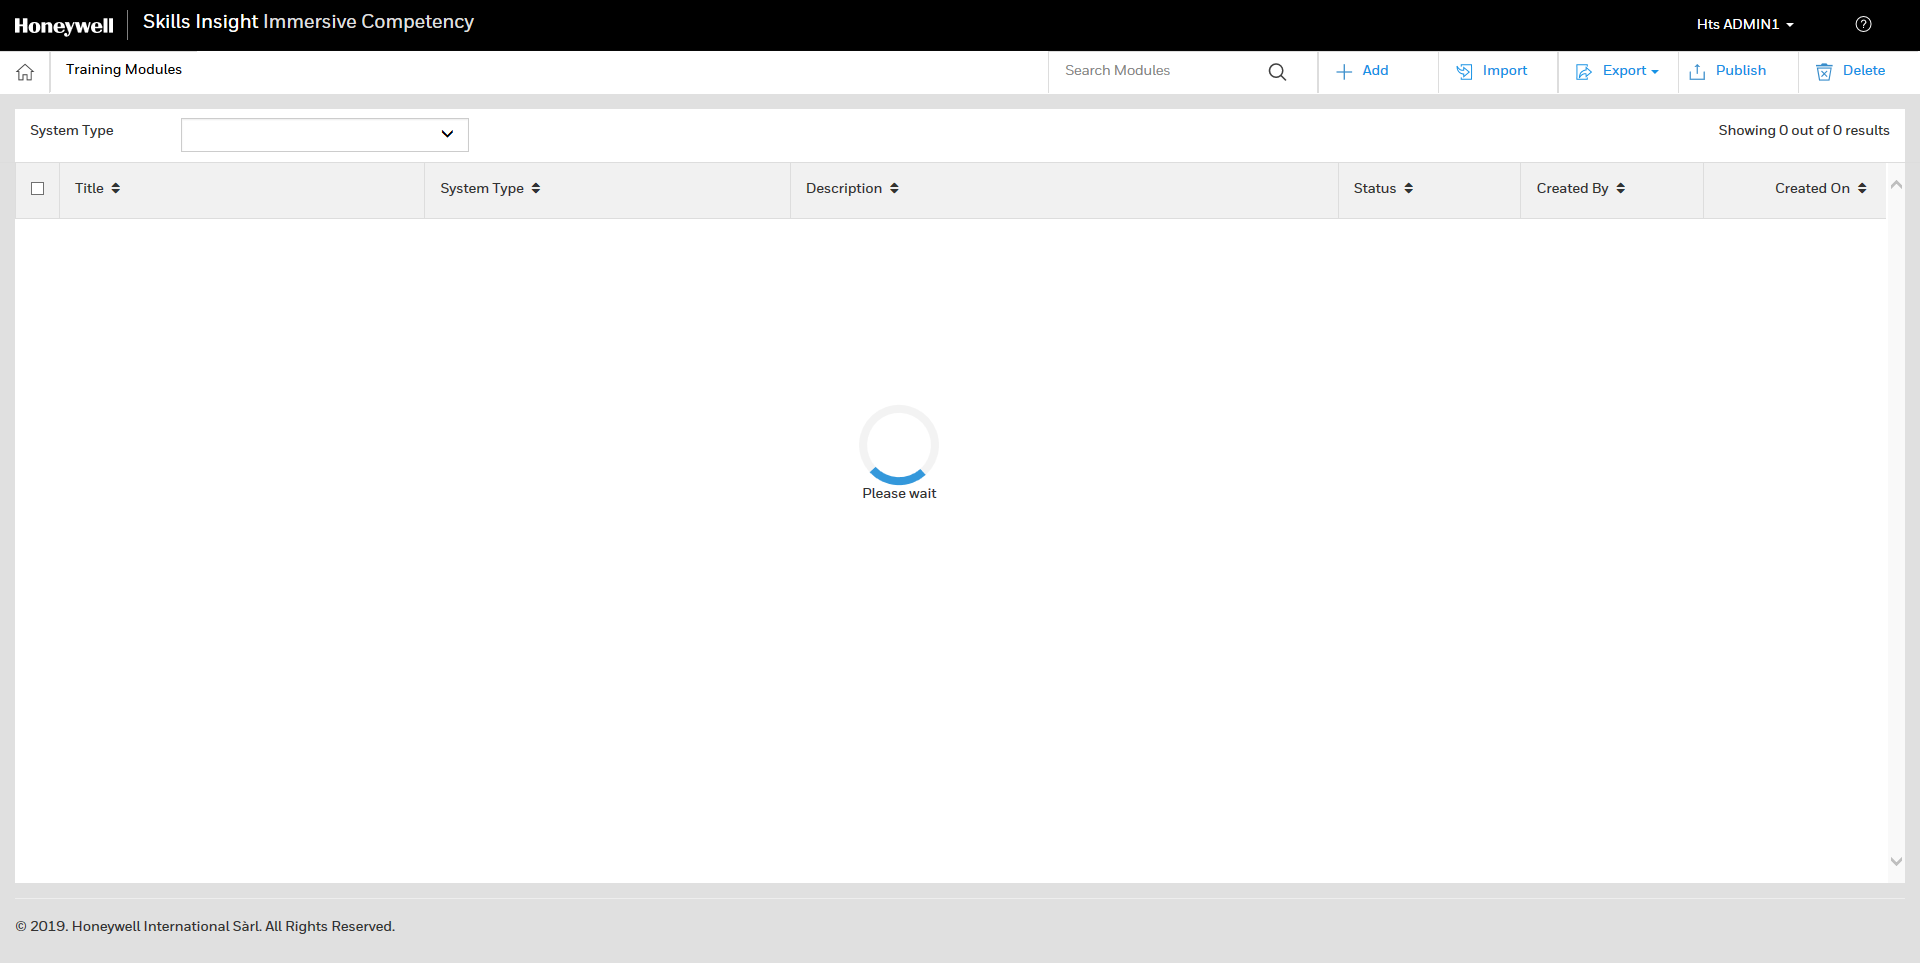 Honeywell
Skills Insight Immersive Competency
Hts ADMIN1
Training Modules
Search Modules
Add
Import
Export
Publish
Delete
System Type
Showing 0 out of 0 results
Title
System Type
Description
Status
Created By
Created On
Please wait
© 2019. Honeywell International Sàrl. All Rights Reserved.